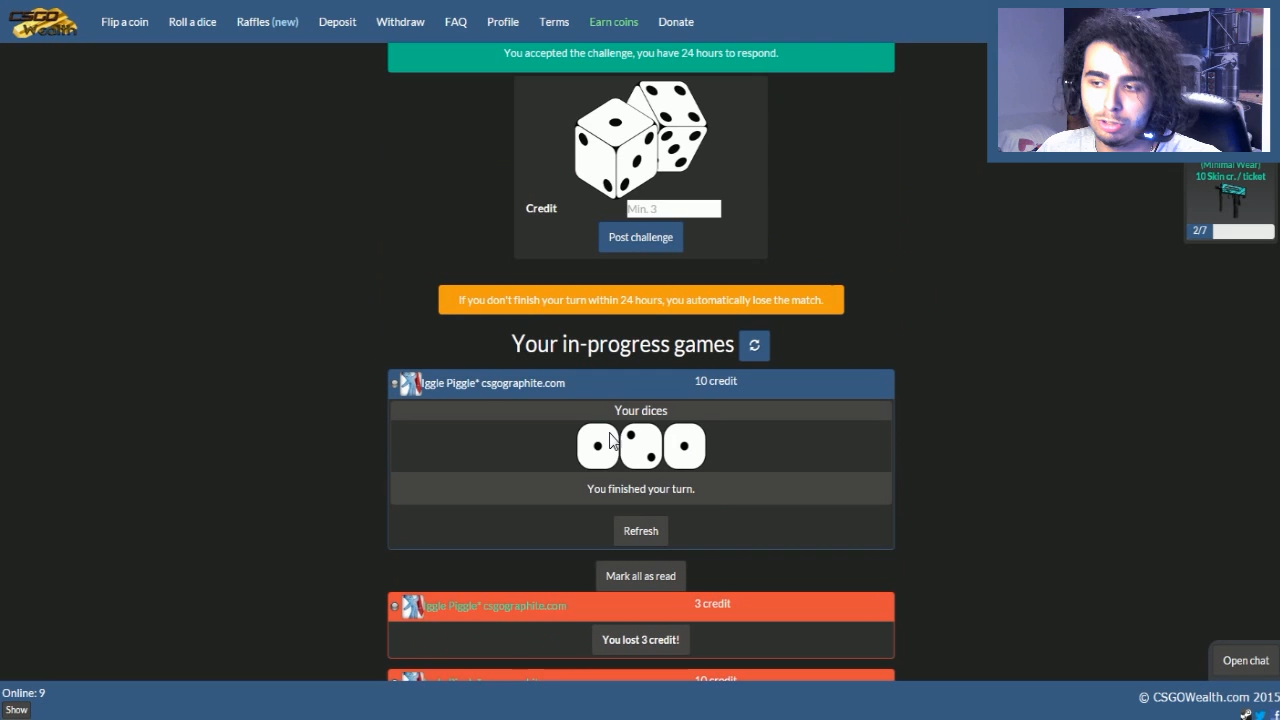 CSGO
Wealth
Flip a coin
Roll a dice
Raffles (new)
Deposit
Withdraw
FAQ
Profile
Terms
Earn coins
Donate
You accepted the challenge, you have 24 hours to respond.
(Minimal Wear)
10 Skin cr. / ticket
2/7
Credit
Min. 3
Post challenge
If you don't finish your turn within 24 hours, you automatically lose the match.
Your in-progress games
Iggle Piggle* csgographite.com
10 credit
Your dices
You finished your turn.
Refresh
Mark all as read
Iggle Piggle* csgographite.com
3 credit
You lost 3 credit!
10 credit
Open chat
Online: 9
Show
© CSGOWealth.com 2015